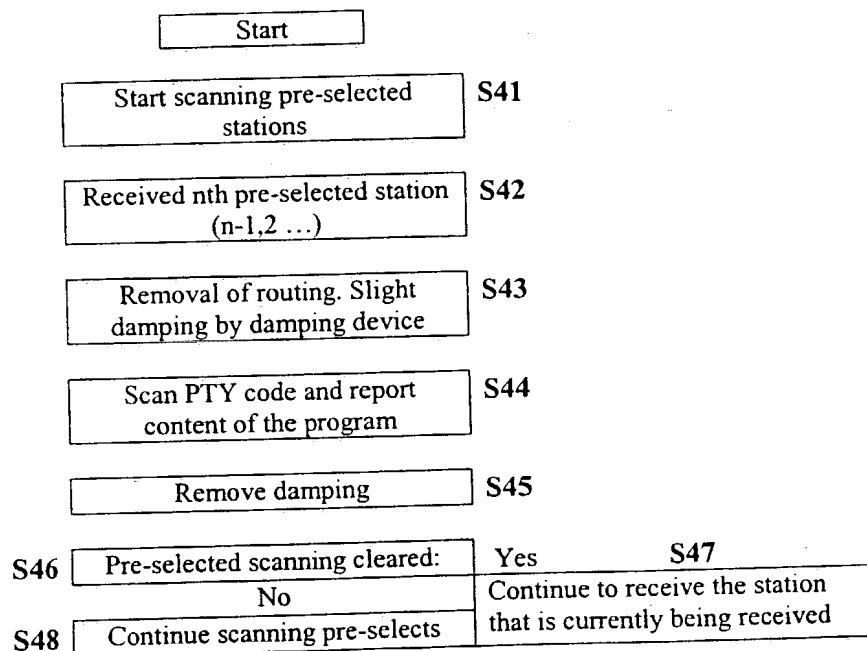 Start
Start scanning pre-selected
stations
S41
Received nth pre-selected station
(n-1,2 ...)
S42
Removal of routing. Slight
damping by damping device
S43
Scan PTY code and report
content of the program
S44
Remove damping
S45
S46 Pre-selected scanning cleared: Yes S47
No
Continue to receive the station
that is currently being received
S48 Continue scanning pre-selects